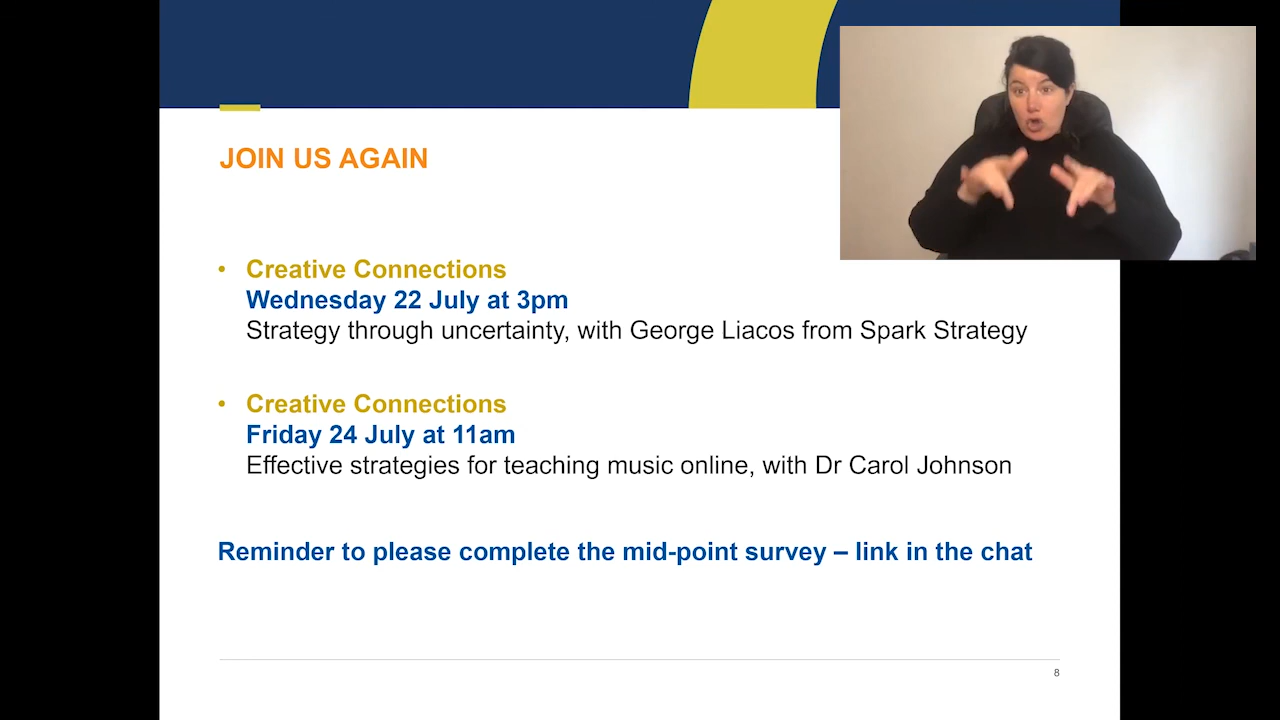 JOIN US AGAIN
• Creative Connections
Wednesday 22 July at 3pm
Strategy through uncertainty, with George Liacos from Spark Strategy
• Creative Connections
Friday 24 July at 11am
Effective strategies for teaching music online, with Dr Carol Johnson
Reminder to please complete the mid-point survey – link in the chat
8